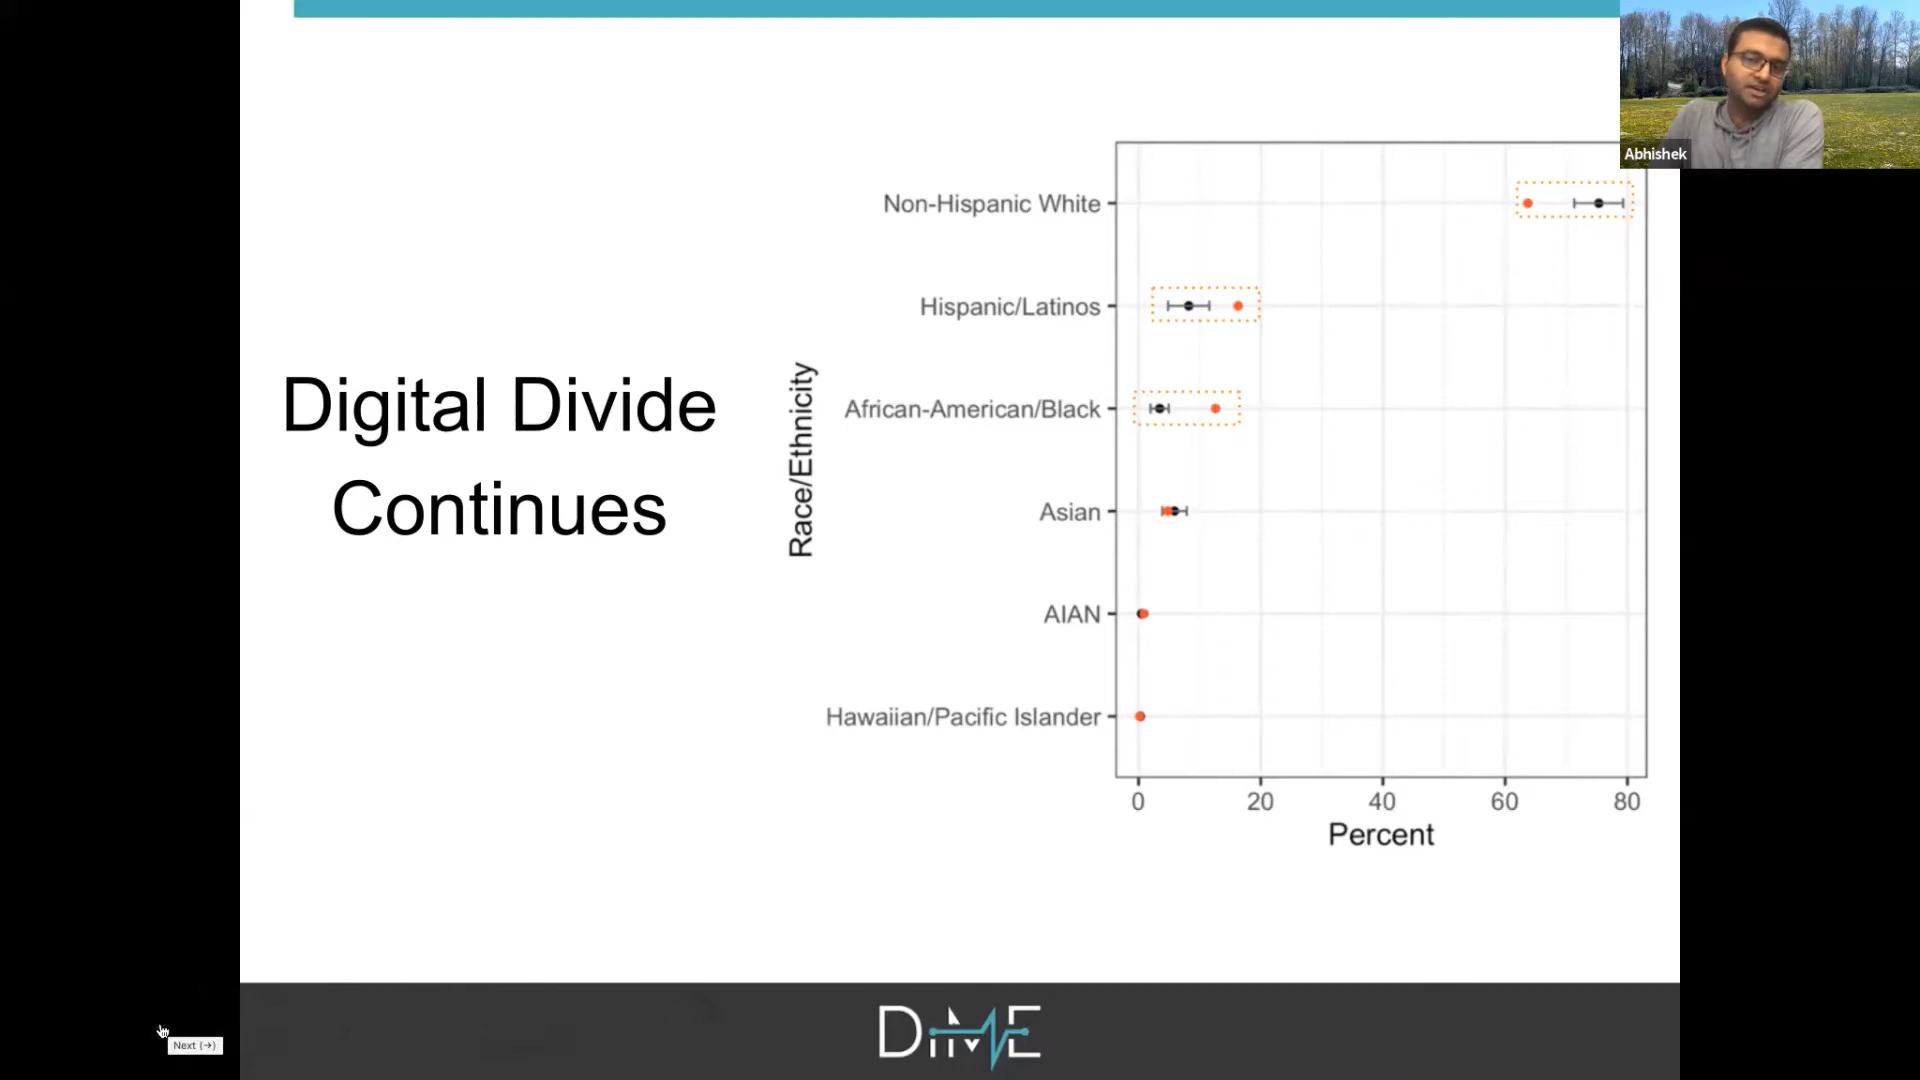 Abhishek
Digital Divide
Continues
Race/Ethnicity
Non-Hispanic White
Hispanic/Latinos
African-American/Black
Asian
AIAN
Hawaiian/Pacific Islander
0 20 40 60 80
Percent
DiME
Next (→)